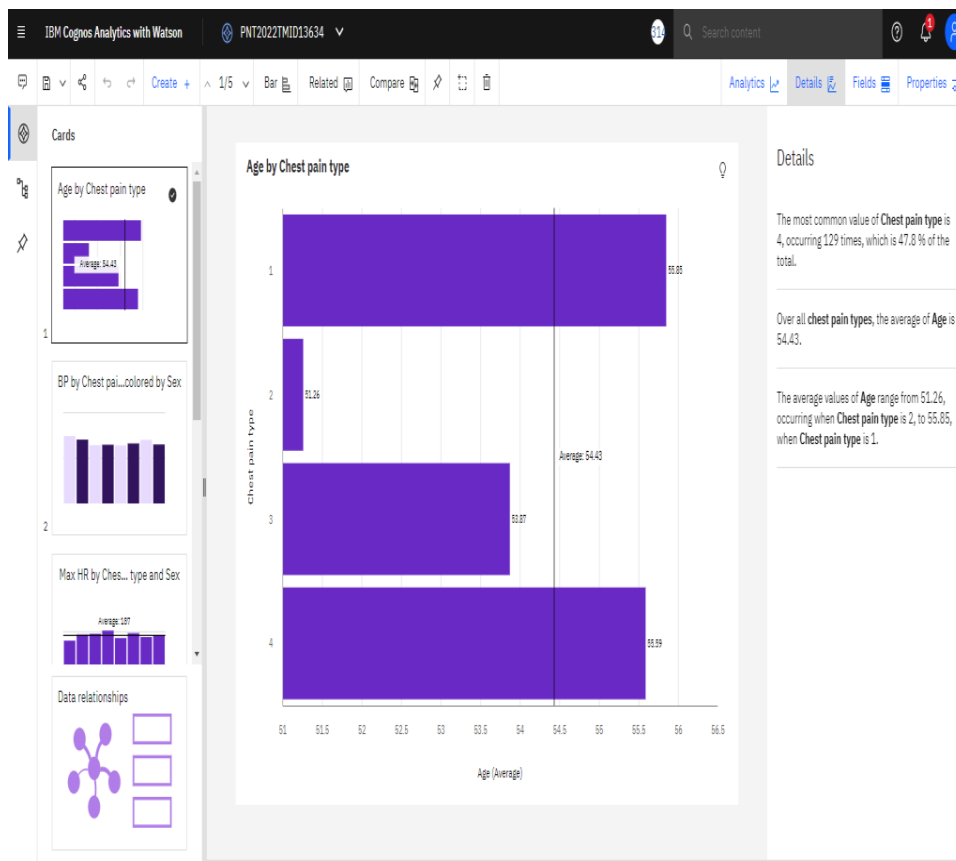 IBM Cognos Analytics with Watson
PNT2022TMID13634
314
Search content
1
Create +
1/5
Bar
Related
Compare
Analytics
Details
Fields
Properties
Cards
Age by Chest pain type
Average: 54.43
1
BP by Chest pai...colored by Sex
2
Max HR by Ches... type and Sex
Average: 187
Data relationships
Age by Chest pain type
1
55.85
2
51.26
Average: 54.43
3
53.87
4
55.59
Chest pain type
51 51.5 52 52.5 53 53.5 54 54.5 55 55.5 56 56.5
Age (Average)
Details
The most common value of Chest pain type is
4, occurring 129 times, which is 47.8 % of the
total.
Over all chest pain types, the average of Age is
54.43.
The average values of Age range from 51.26,
occurring when Chest pain type is 2, to 55.85,
when Chest pain type is 1.